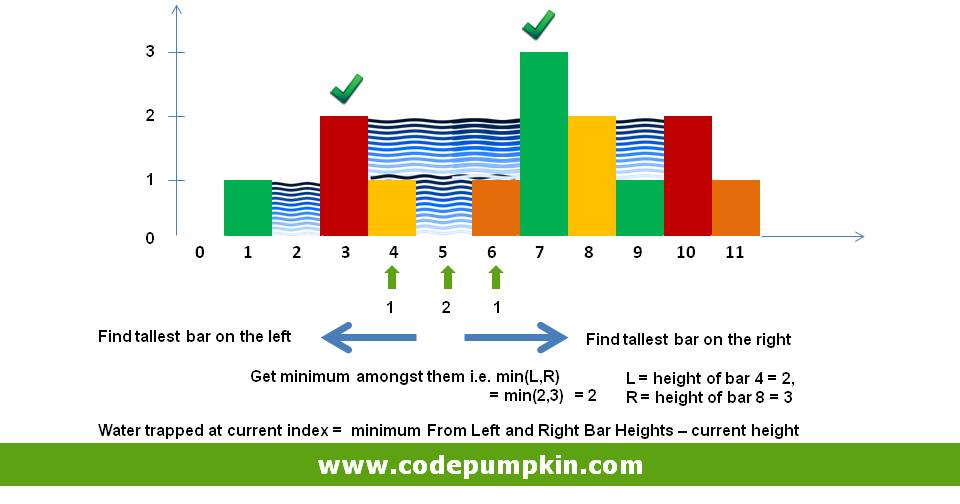 3
2
1
0
0 1 2 3 4 5 6 7 8 9 10 11
1 2 1
Find tallest bar on the left
Find tallest bar on the right
Get minimum amongst them i.e. min(L,R)
= min(2,3) = 2
L = height of bar 4 = 2,
R = height of bar 8 = 3
Water trapped at current index = minimum From Left and Right Bar Heights – current height
www.codepumpkin.com